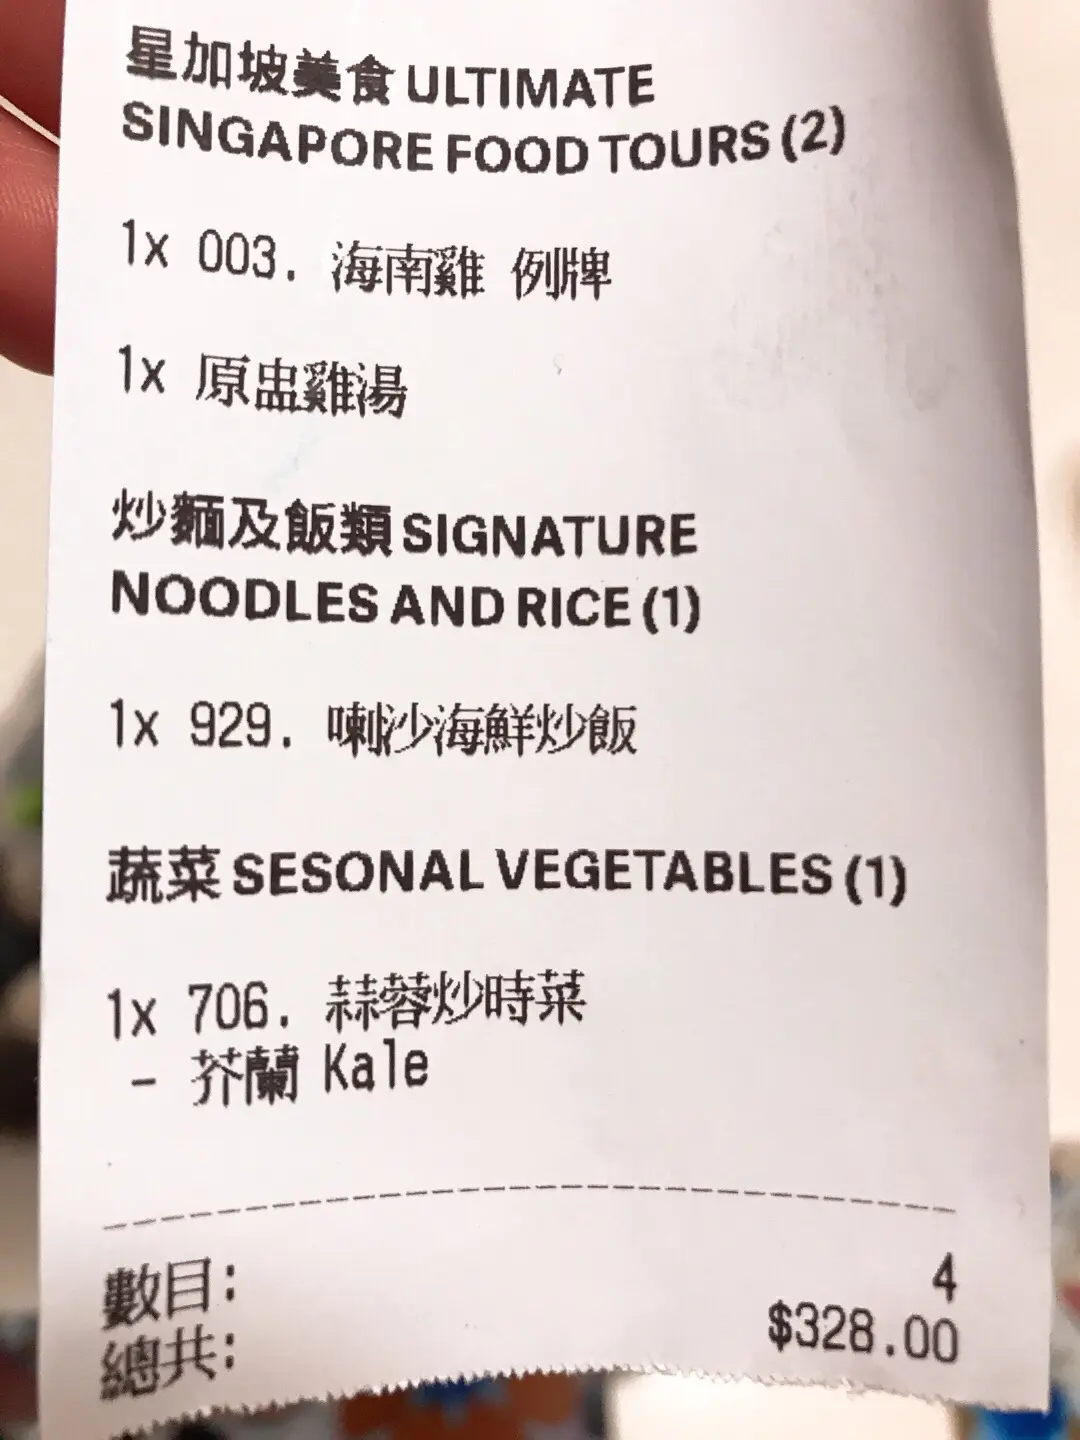 星加坡美食 ULTIMATE
SINGAPORE FOOD TOURS (2)
1x 003. 海南雞 例牌
1x 原盅雞湯
炒麵及飯類 SIGNATURE
NOODLES AND RICE (1)
1x 929. 喇沙海鮮炒飯
蔬菜 SESONAL VEGETABLES (1)
1x 706. 蒜蓉炒時菜
- 芥蘭 Kale
數目: 4
總共: $328.00